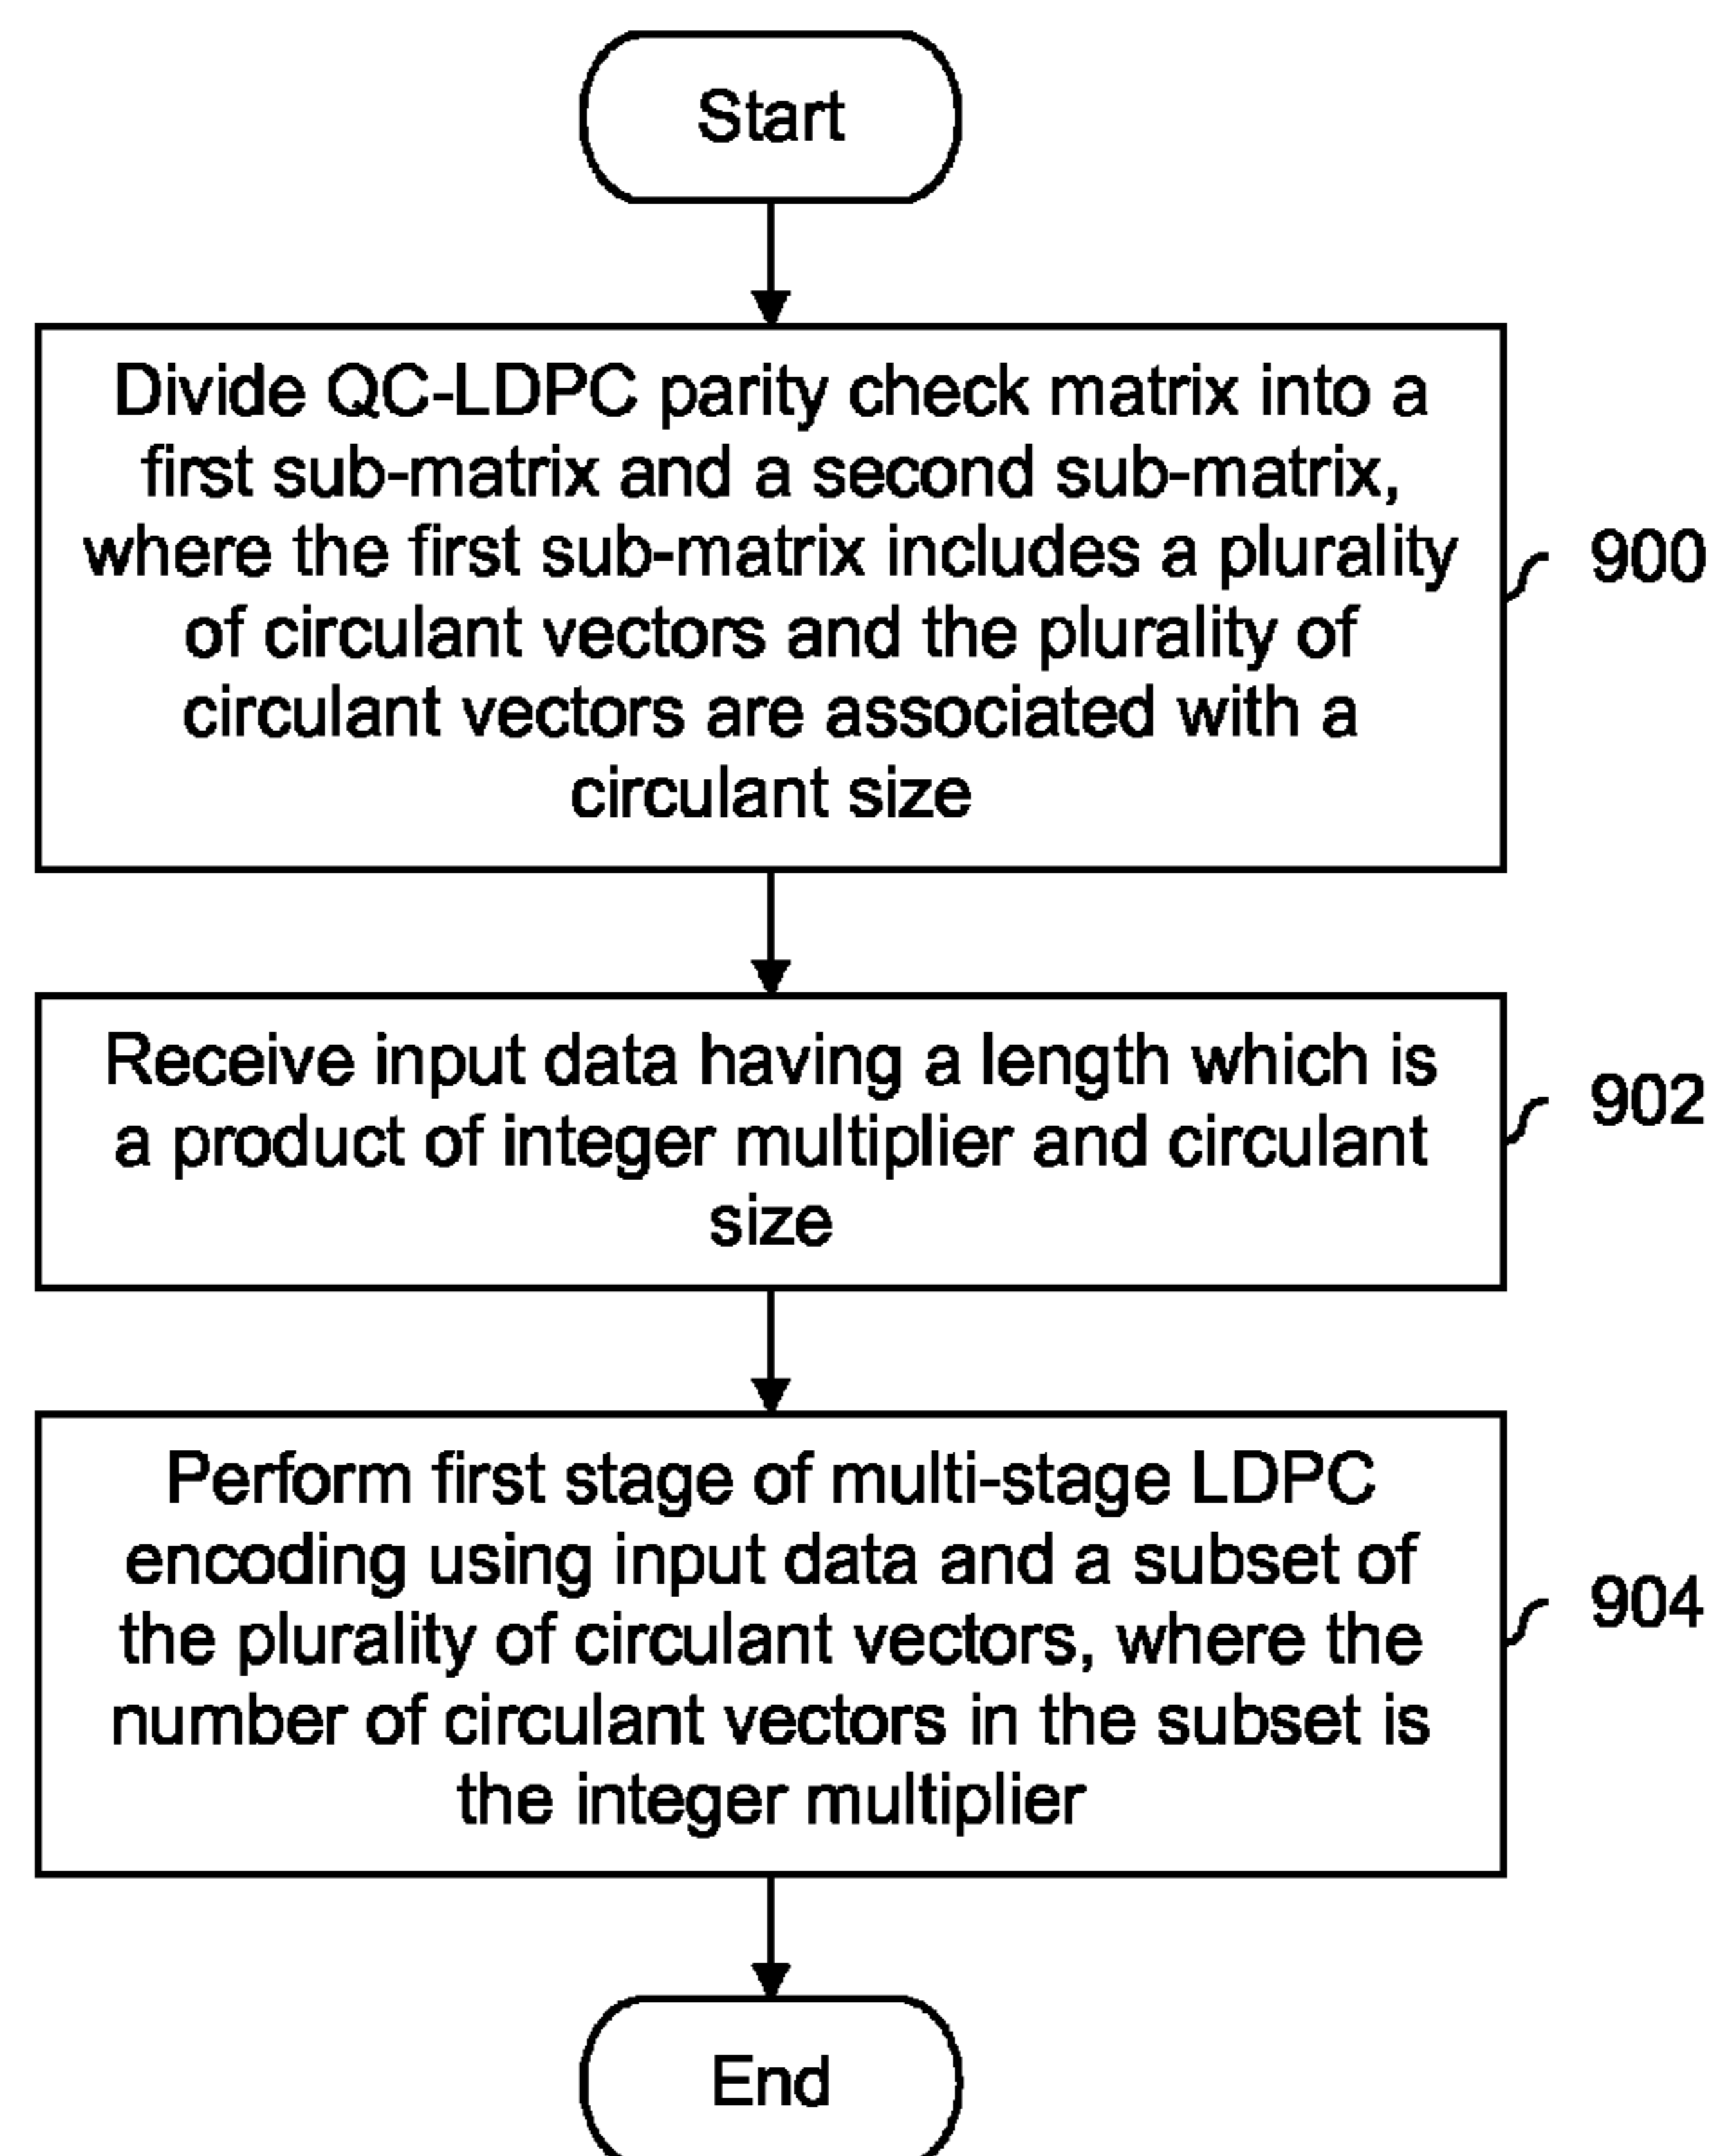 Start
Divide QC-LDPC parity check matrix into a
first sub-matrix and a second sub-matrix,
where the first sub-matrix includes a plurality
of circulant vectors and the plurality of
circulant vectors are associated with a
circulant size
900
Receive input data having a length which is
a product of integer multiplier and circulant
size
902
Perform first stage of multi-stage LDPC
encoding using input data and a subset of
the plurality of circulant vectors, where the
number of circulant vectors in the subset is
the integer multiplier
904
End